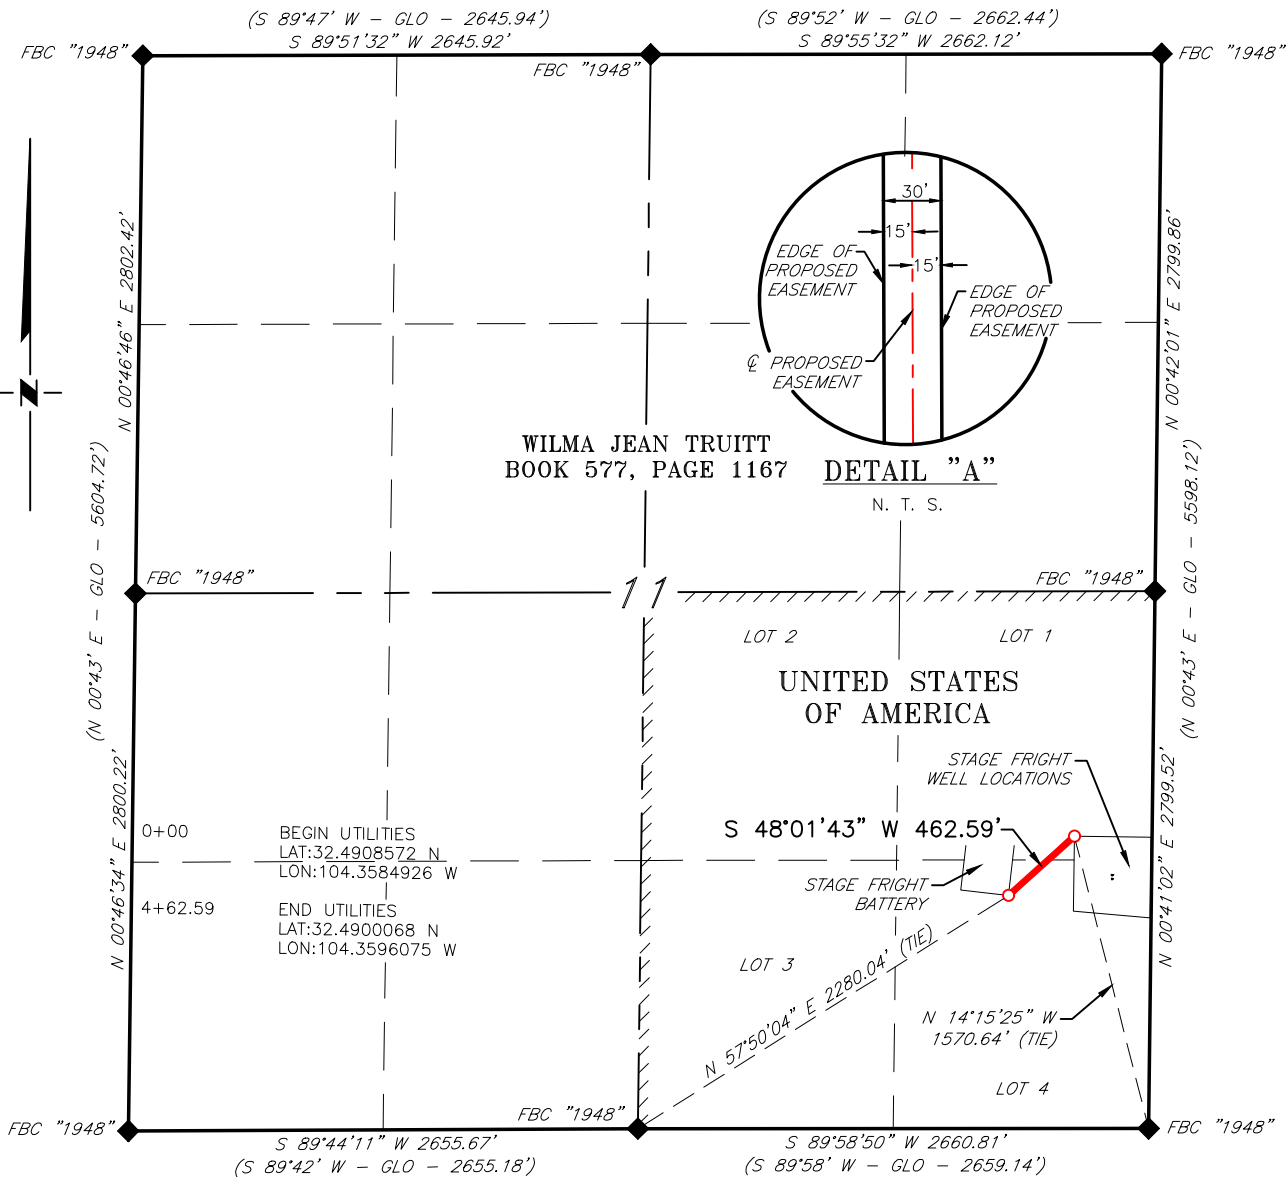 (S 89°47' W - GLO - 2645.94')
S 89°51'32" W 2645.92'
(S 89°52' W - GLO - 2662.44')
S 89°55'32" W 2662.12'
FBC "1948"
FBC "1948"
FBC "1948"
N 00°46'46" E 2802.42'
(N 00°43' E - GLO - 5604.72')
N 00°46'34" E 2800.22'
N
30'
15'
15'
EDGE OF
PROPOSED
EASEMENT
EDGE OF
PROPOSED
EASEMENT
℄ PROPOSED
EASEMENT
N 00°42'01" E 2799.86'
(N 00°43' E - GLO - 5598.12')
N 00°41'02" E 2799.52'
WILMA JEAN TRUITT
BOOK 577, PAGE 1167
DETAIL "A"
N. T. S.
FBC "1948"
11
FBC "1948"
LOT 2
LOT 1
UNITED STATES
OF AMERICA
STAGE FRIGHT
WELL LOCATIONS
S 48°01'43" W 462.59'
STAGE FRIGHT
BATTERY
0+00
BEGIN UTILITIES
LAT:32.4908572 N
LON:104.3584926 W
4+62.59
END UTILITIES
LAT:32.4900068 N
LON:104.3596075 W
LOT 3
N 57°50'04" E 2280.04' (TIE)
N 14°15'25" W
1570.64' (TIE)
LOT 4
FBC "1948"
FBC "1948"
FBC "1948"
S 89°44'11" W 2655.67'
(S 89°42' W - GLO - 2655.18')
S 89°58'50" W 2660.81'
(S 89°58' W - GLO - 2659.14')